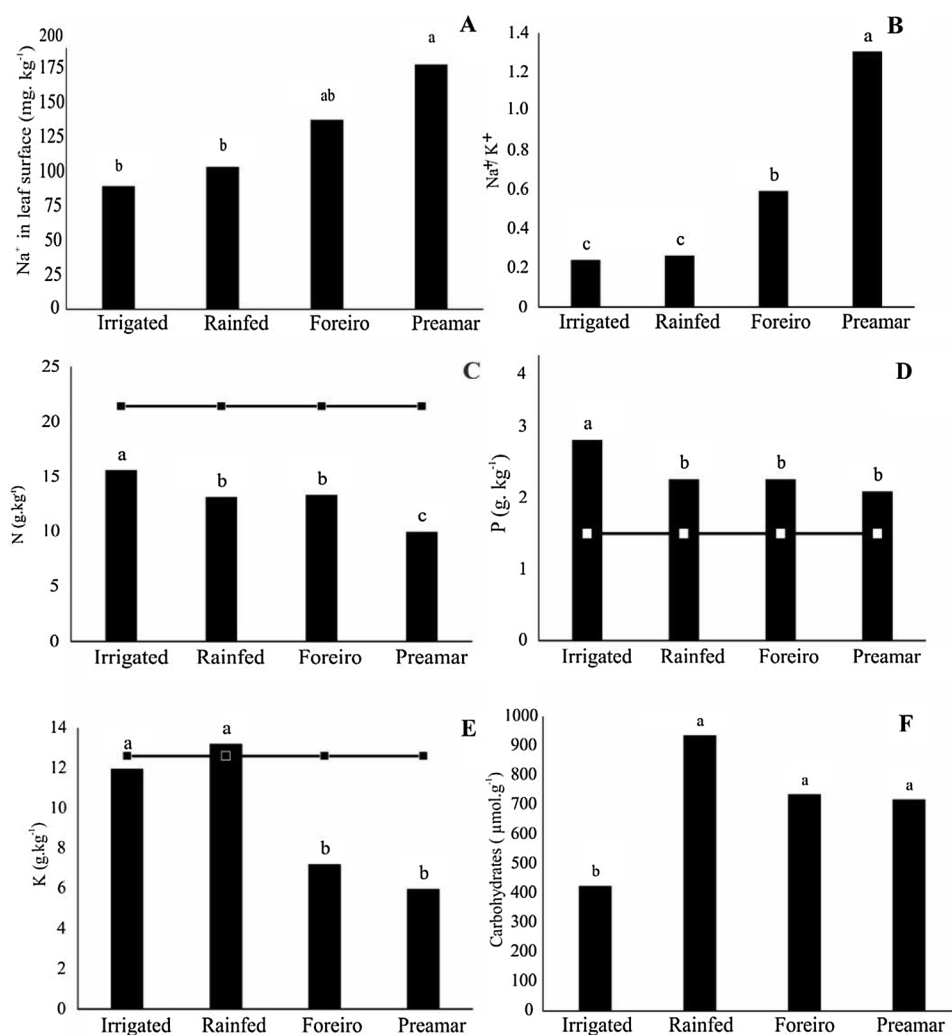 A
Na+ in leaf surface (mg. kg-1)
200
175
150
125
100
75
50
25
0
b
b
ab
a
Irrigated Rainfed Foreiro Preamar
B
Na+/K+
1.4
1.2
1.0
0.8
0.6
0.4
0.2
0
c
c
b
a
Irrigated Rainfed Foreiro Preamar
C
N (g.kg-1)
25
20
15
10
5
0
a
b
b
c
Irrigated Rainfed Foreiro Preamar
D
P (g. kg-1)
4
3
2
1
0
a
b
b
b
Irrigated Rainfed Foreiro Preamar
E
K (g.kg-1)
14
12
10
8
6
4
2
0
a
a
b
b
Irrigated Rainfed Foreiro Preamar
F
Carbohydrates ( µmol.g-1)
1000
900
800
700
600
500
400
300
200
100
0
b
a
a
a
Irrigated Rainfed Foreiro Preamar